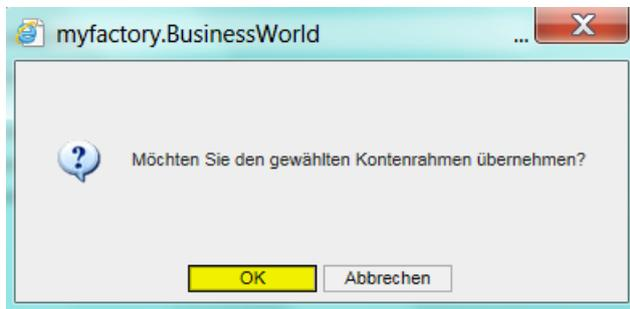 myfactory.BusinessWorld ...
Möchten Sie den gewählten Kontenrahmen übernehmen?
OK Abbrechen